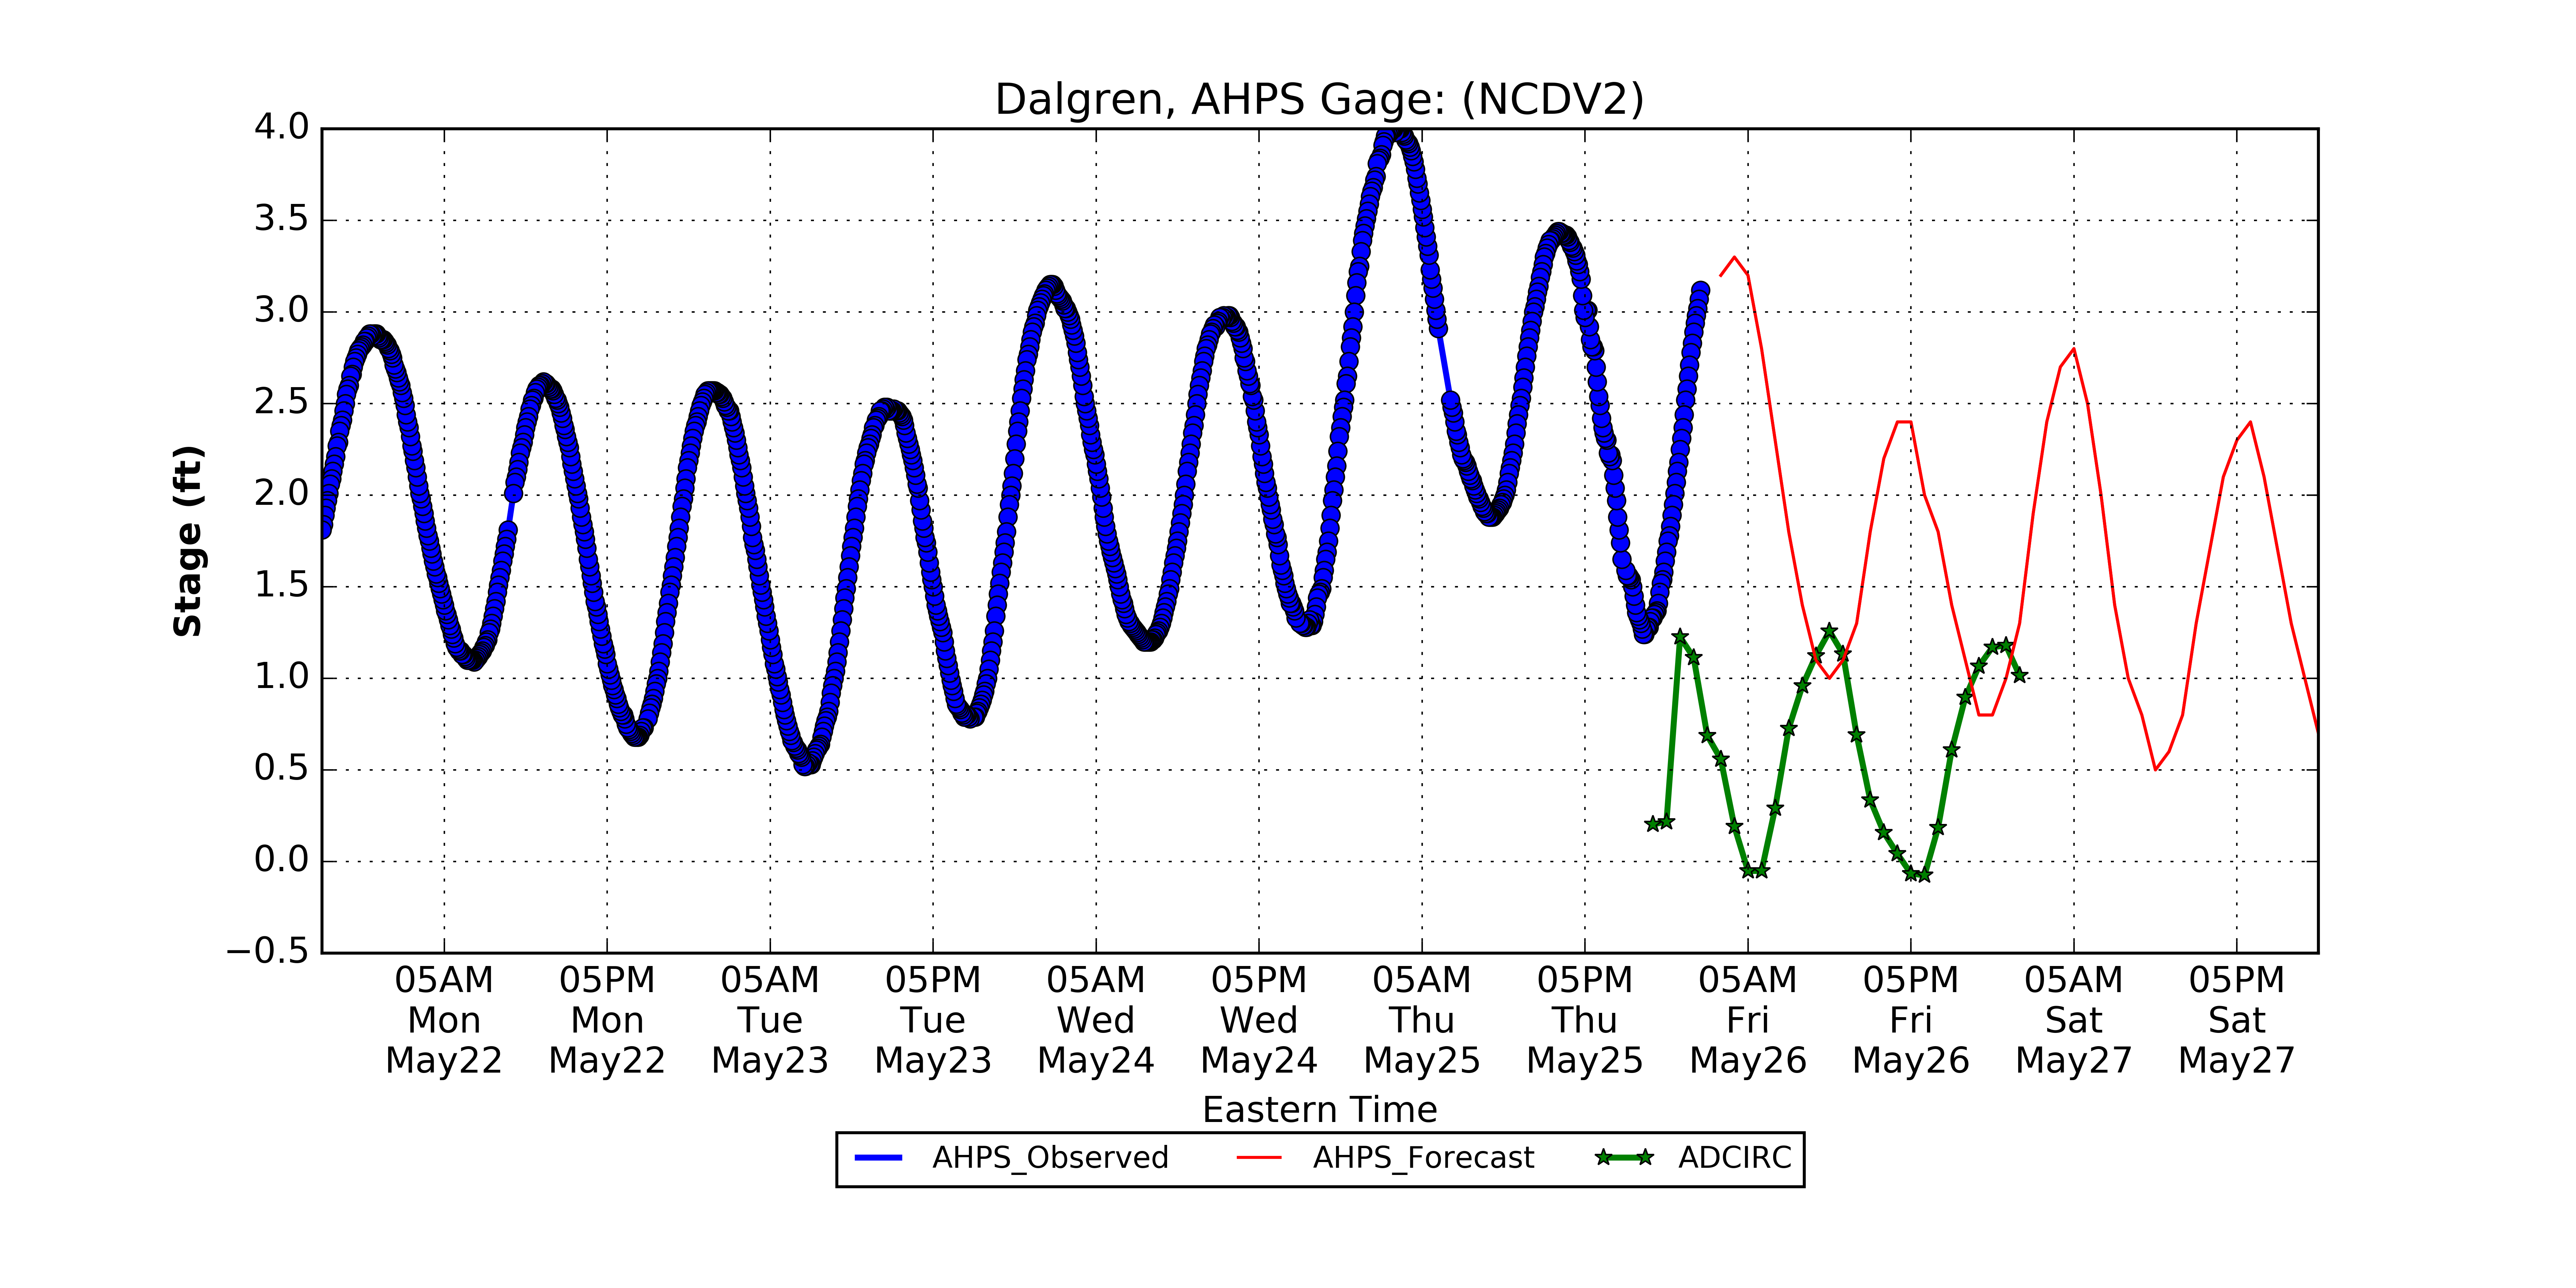 Dalgren, AHPS Gage: (NCDV2)
4.0
3.5
3.0
2.5
2.0
1.5
1.0
0.5
0.0
−0.5
Stage (ft)
05AM 05PM 05AM 05PM 05AM 05PM 05AM 05PM 05AM 05PM 05AM 05PM
Mon Mon Tue Tue Wed Wed Thu Thu Fri Fri Sat Sat
May22 May22 May23 May23 May24 May24 May25 May25 May26 May26 May27 May27
Eastern Time
AHPS_Observed AHPS_Forecast ADCIRC